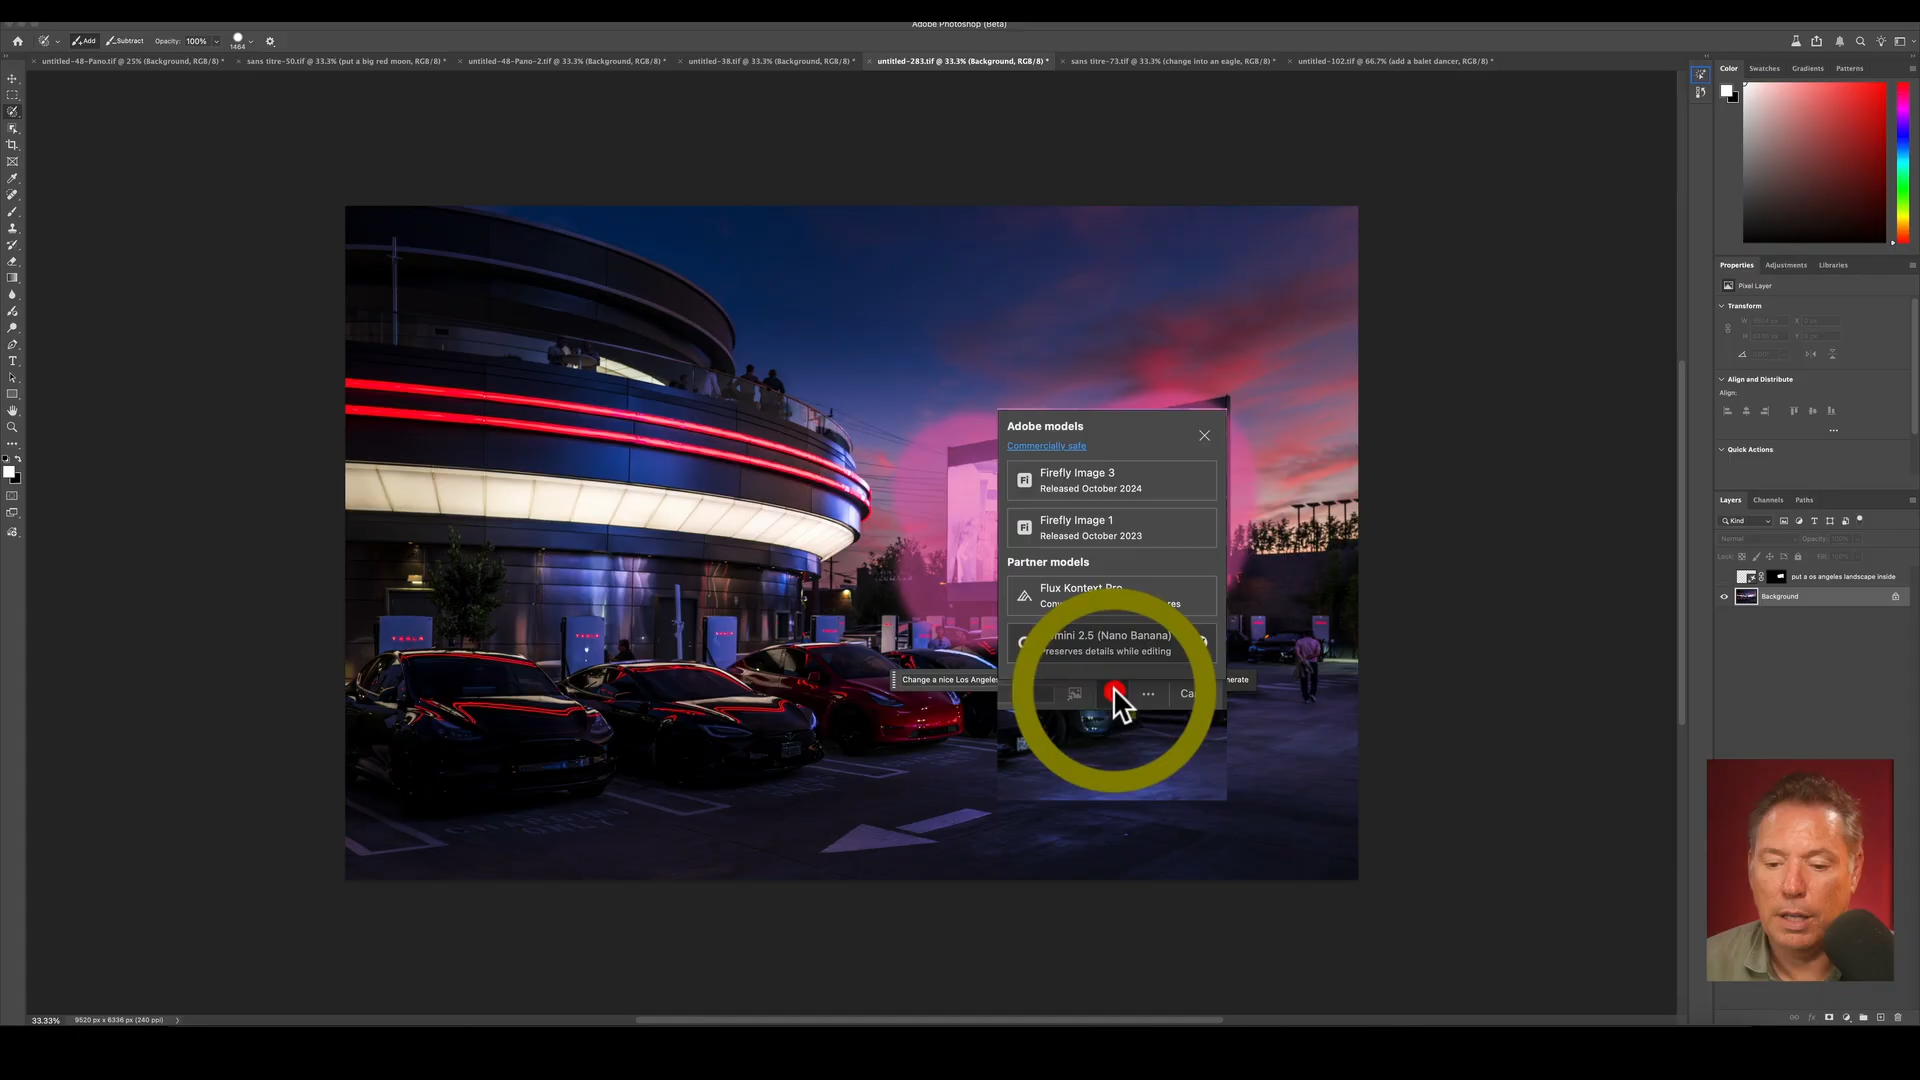 Adobe Photoshop (Beta)
Add
Subtract
Opacity: 100%
1464
untitled-48-Pano.tif @ 25% (Background, RGB/8) *
sans titre-50.tif @ 33.3% (put a big red moon, RGB/8) *
untitled-48-Pano-2.tif @ 33.3% (Background, RGB/8) *
untitled-38.tif @ 33.3% (Background, RGB/8) *
untitled-283.tif @ 33.3% (Background, RGB/8) *
sans titre-73.tif @ 33.3% (change into an eagle, RGB/8) *
untitled-102.tif @ 66.7% (add a balet dancer, RGB/8) *
Color
Swatches
Gradients
Patterns
Properties
Adjustments
Libraries
Pixel Layer
Transform
W
X
H
Y
Align and Distribute
Align:
Quick Actions
Layers
Channels
Paths
Kind
Normal
Opacity: 100%
Lock:
Fill: 100%
put a os angeles landscape inside
Background
Adobe models
Commercially safe
Fi
Firefly Image 3
Released October 2024
Fi
Firefly Image 1
Released October 2023
Partner models
Flux Kontext Pro
Gemini 2.5 (Nano Banana)
Preserves details while editing
Change a nice Los Angeles
TESLA
TESLA
TESLA
ONLY
33.33%
9520 px x 6336 px (240 ppi)